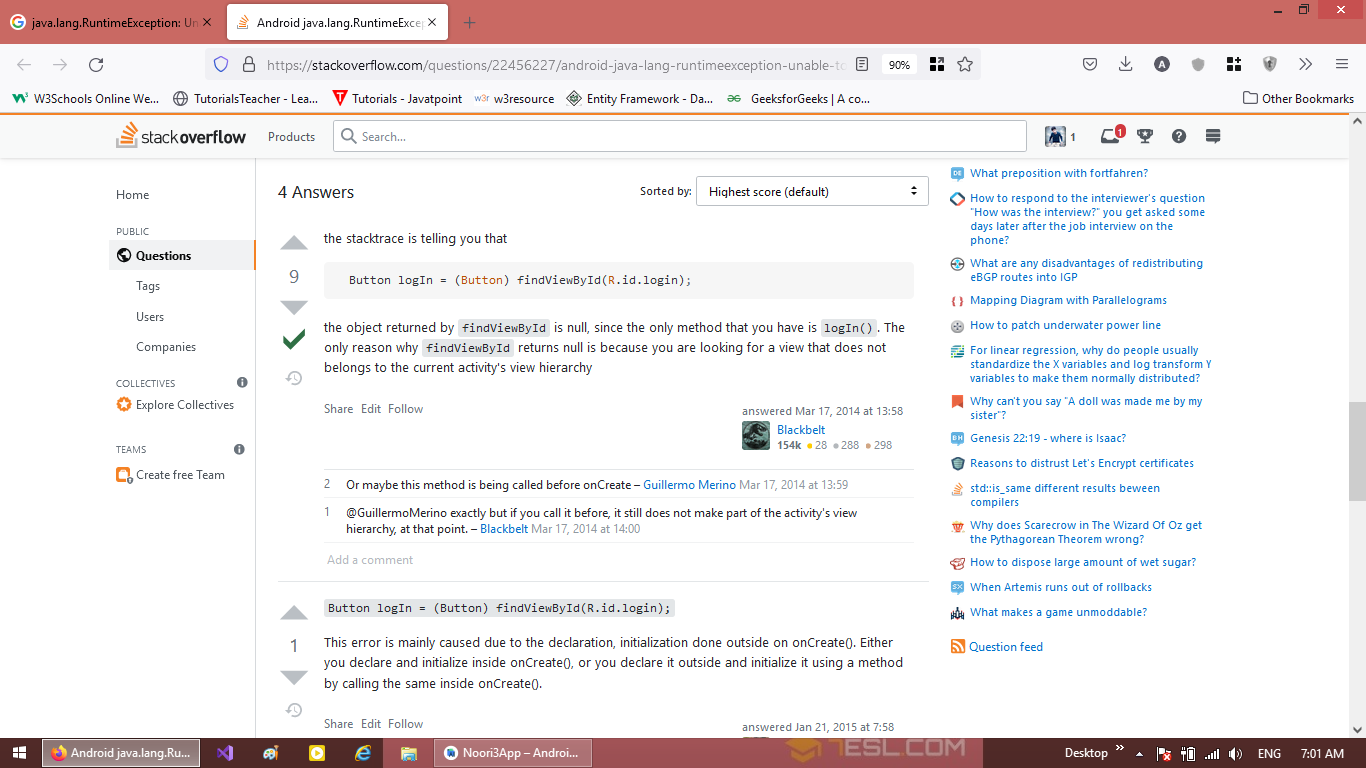 java.lang.RuntimeException: Un
Android java.lang.RuntimeExcep
https://stackoverflow.com/questions/22456227/android-java-lang-runtimeexception-unable-to
90%
W3Schools Online We...
TutorialsTeacher - Lea...
Tutorials - Javatpoint
w3r w3resource
Entity Framework - Da...
GeeksforGeeks | A co...
Other Bookmarks
stackoverflow
Products
Search...
1
1
Home
PUBLIC
Questions
Tags
Users
Companies
COLLECTIVES
Explore Collectives
TEAMS
Create free Team
4 Answers
Sorted by:
Highest score (default)
9
the stacktrace is telling you that
Button logIn = (Button) findViewById(R.id.login);
the object returned by findViewById is null, since the only method that you have is logIn(). The
only reason why findViewById returns null is because you are looking for a view that does not
belongs to the current activity's view hierarchy
Share Edit Follow
answered Mar 17, 2014 at 13:58
Blackbelt
154k 28 288 298
2 Or maybe this method is being called before onCreate – Guillermo Merino Mar 17, 2014 at 13:59
1 @GuillermoMerino exactly but if you call it before, it still does not make part of the activity's view
hierarchy, at that point. – Blackbelt Mar 17, 2014 at 14:00
Add a comment
1
Button logIn = (Button) findViewById(R.id.login);
This error is mainly caused due to the declaration, initialization done outside on onCreate(). Either
you declare and initialize inside onCreate(), or you declare it outside and initialize it using a method
by calling the same inside onCreate().
Share Edit Follow
answered Jan 21, 2015 at 7:58
What preposition with fortfahren?
How to respond to the interviewer's question
"How was the interview?" you get asked some
days later after the job interview on the
phone?
What are any disadvantages of redistributing
eBGP routes into IGP
Mapping Diagram with Parallelograms
How to patch underwater power line
For linear regression, why do people usually
standardize the X variables and log transform Y
variables to make them normally distributed?
Why can't you say "A doll was made me by my
sister"?
Genesis 22:19 - where is Isaac?
Reasons to distrust Let's Encrypt certificates
std::is_same different results beween
compilers
Why does Scarecrow in The Wizard Of Oz get
the Pythagorean Theorem wrong?
How to dispose large amount of wet sugar?
When Artemis runs out of rollbacks
What makes a game unmoddable?
Question feed
Android java.lang.Ru...
Noori3App – Androi...
7ESL.COM
Desktop
ENG
7:01 AM